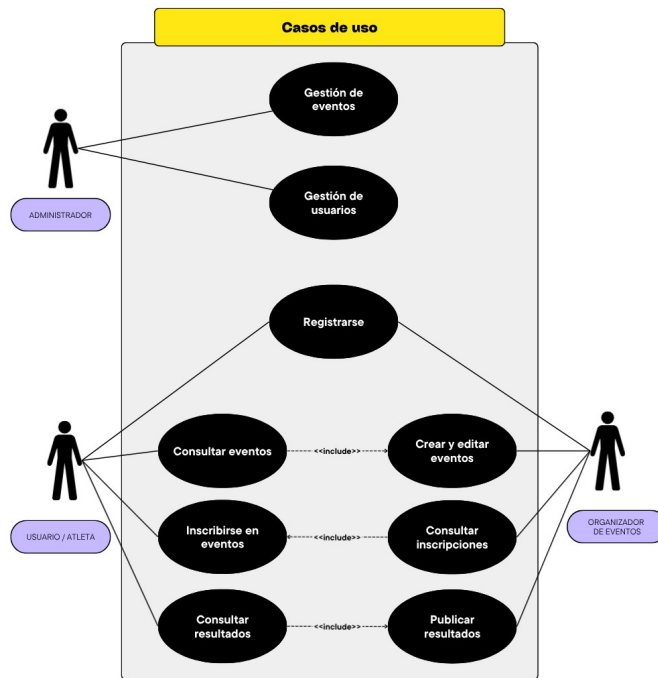 Casos de uso
Gestión de
eventos
Gestión de
usuarios
ADMINISTRADOR
Registrarse
Consultar eventos
<<include>>
Crear y editar
eventos
Inscribirse en
eventos
<<include>>
Consultar
inscripciones
USUARIO / ATLETA
ORGANIZADOR
DE EVENTOS
Consultar
resultados
<<include>>
Publicar
resultados